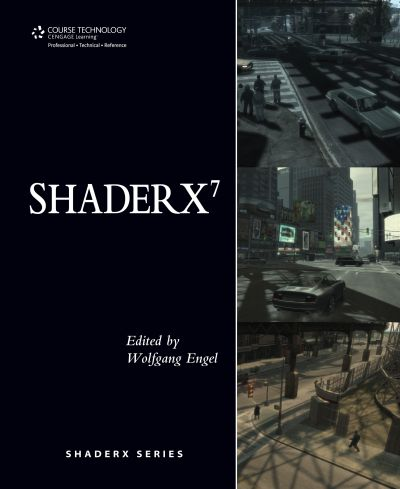 COURSE TECHNOLOGY
CENGAGE Learning
Professional • Technical • Reference
SHADERX7
Edited by
Wolfgang Engel
SHADERX SERIES